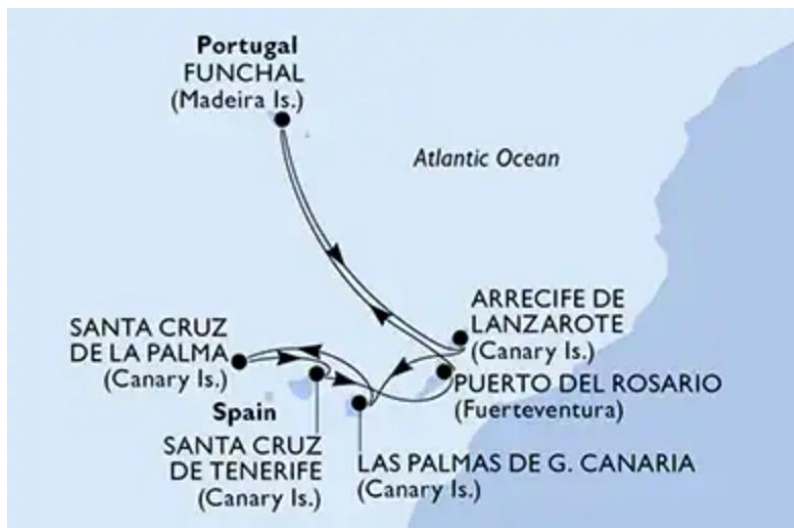 Portugal
FUNCHAL
(Madeira Is.)
Atlantic Ocean
ARRECIFE DE
LANZAROTE
(Canary Is.)
SANTA CRUZ
DE LA PALMA
(Canary Is.)
PUERTO DEL ROSARIO
(Fuerteventura)
Spain
SANTA CRUZ
DE TENERIFE
(Canary Is.)
LAS PALMAS DE G. CANARIA
(Canary Is.)